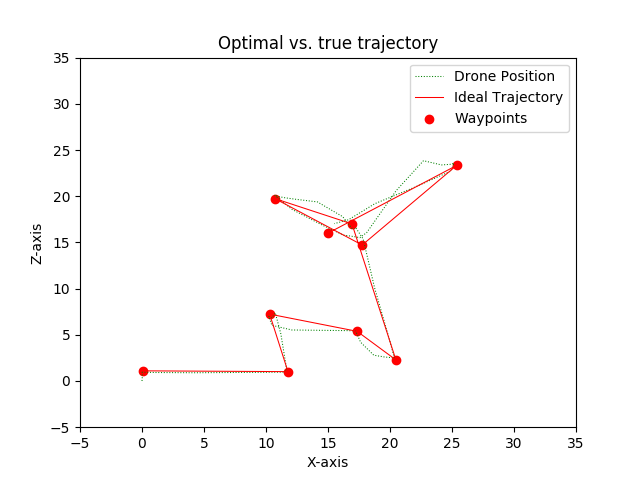 Optimal vs. true trajectory
Drone Position
Ideal Trajectory
Waypoints
35
30
25
20
15
10
5
0
−5
Z-axis
−5 0 5 10 15 20 25 30 35
X-axis